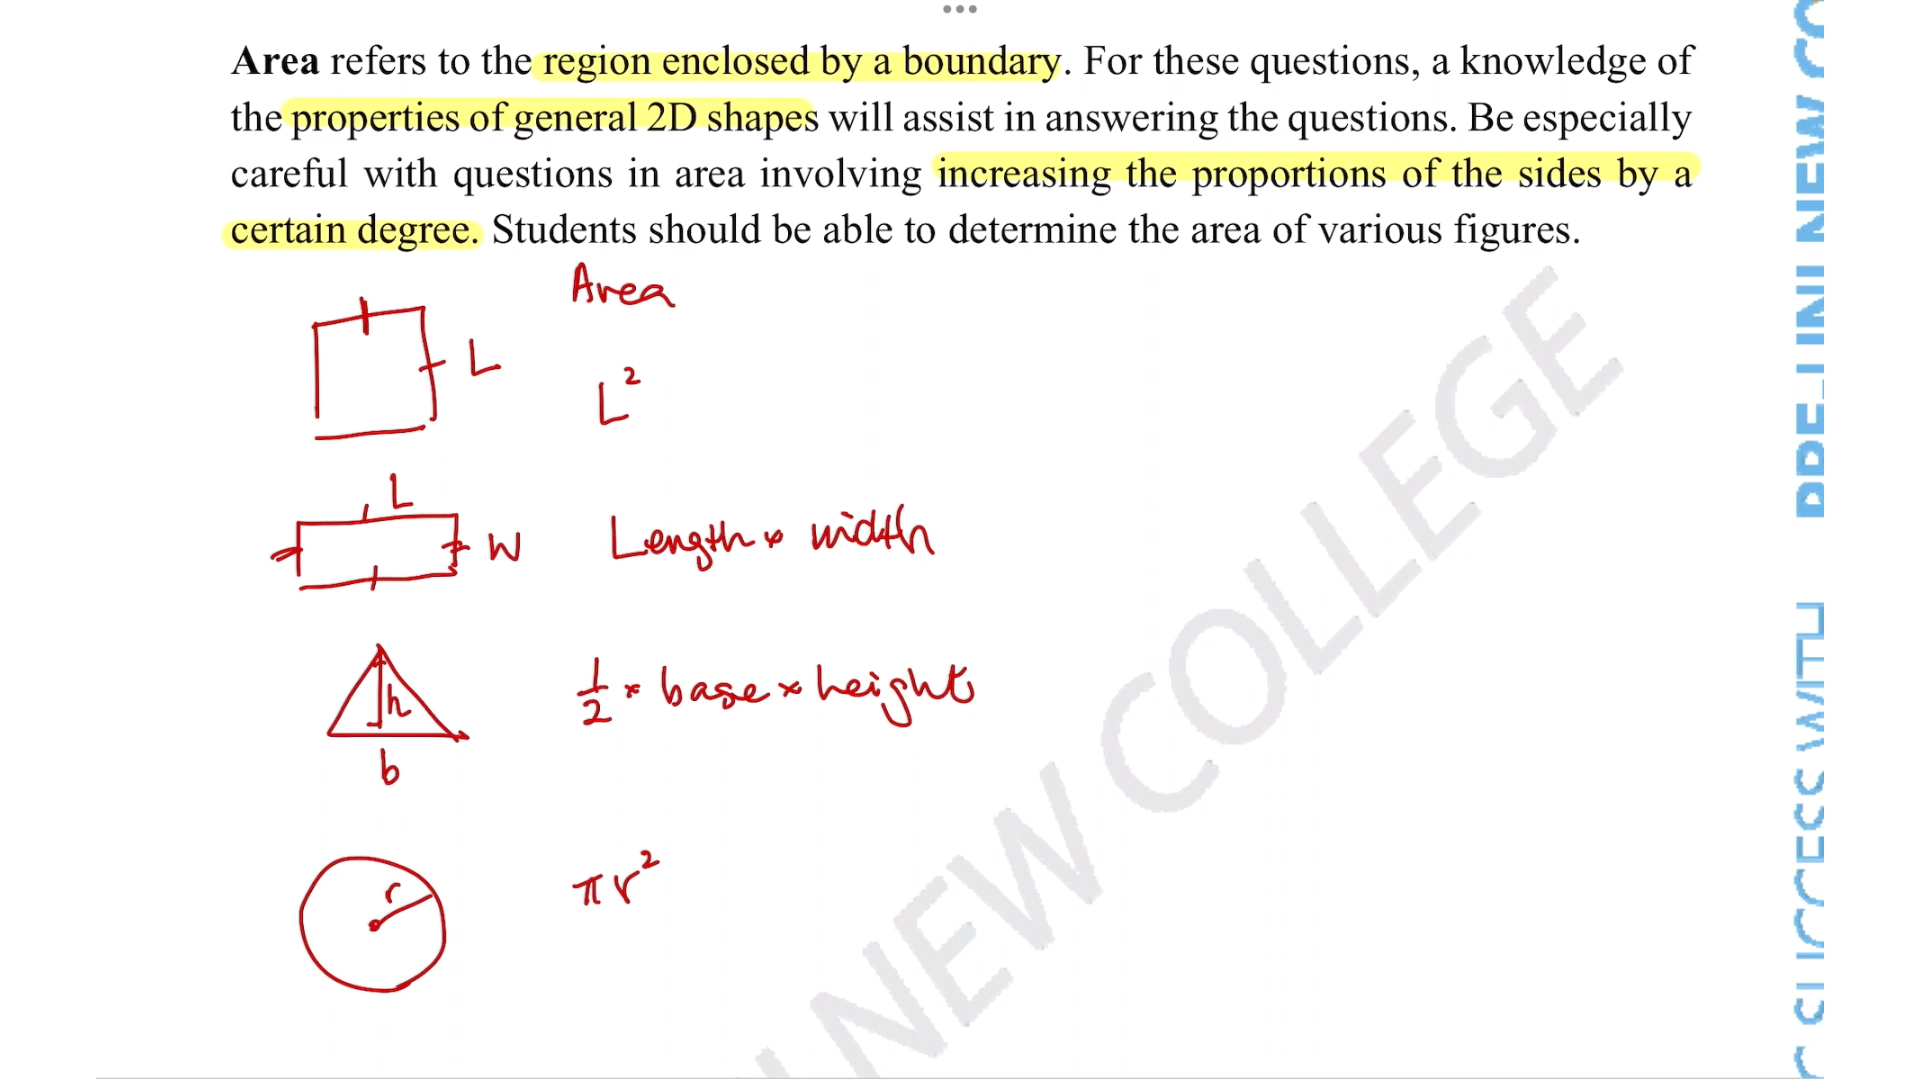 Area refers to the region enclosed by a boundary. For these questions, a knowledge of
the properties of general 2D shapes will assist in answering the questions. Be especially
careful with questions in area involving increasing the proportions of the sides by a
certain degree. Students should be able to determine the area of various figures.
Area
L
L²
L
W
Length × width
h
b
1/2 × base × height
r
πr²
NEW COLLEGE
SUCCESS WITH PRE-UNI NEW CO